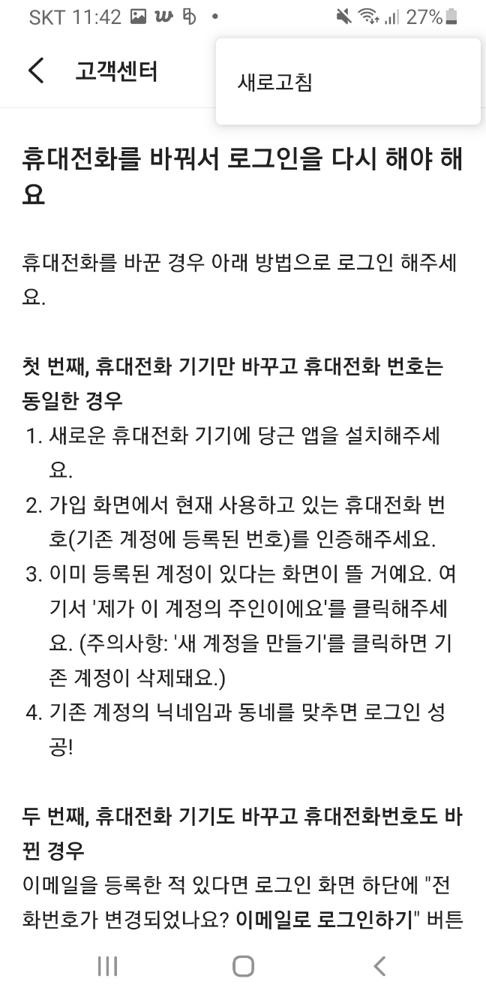 SKT 11:42 27%
고객센터
새로고침
휴대전화를 바꿔서 로그인을 다시 해야 해
요
휴대전화를 바꾼 경우 아래 방법으로 로그인 해주세
요.
첫 번째, 휴대전화 기기만 바꾸고 휴대전화 번호는
동일한 경우
1. 새로운 휴대전화 기기에 당근 앱을 설치해주세
요.
2. 가입 화면에서 현재 사용하고 있는 휴대전화 번
호(기존 계정에 등록된 번호)를 인증해주세요.
3. 이미 등록된 계정이 있다는 화면이 뜰 거예요. 여
기서 '제가 이 계정의 주인이에요'를 클릭해주세
요. (주의사항: '새 계정을 만들기'를 클릭하면 기
존 계정이 삭제돼요.)
4. 기존 계정의 닉네임과 동네를 맞추면 로그인 성
공!
두 번째, 휴대전화 기기도 바꾸고 휴대전화번호도 바
뀐 경우
이메일을 등록한 적 있다면 로그인 화면 하단에 "전
화번호가 변경되었나요? 이메일로 로그인하기" 버튼